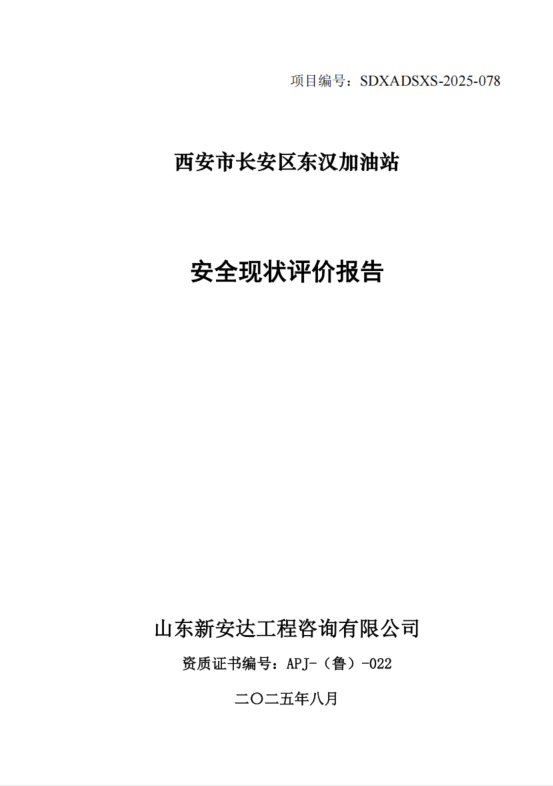 项目编号：SDXADSXS-2025-078
西安市长安区东汉加油站
安全现状评价报告
山东新安达工程咨询有限公司
资质证书编号：APJ-（鲁）-022
二〇二五年八月